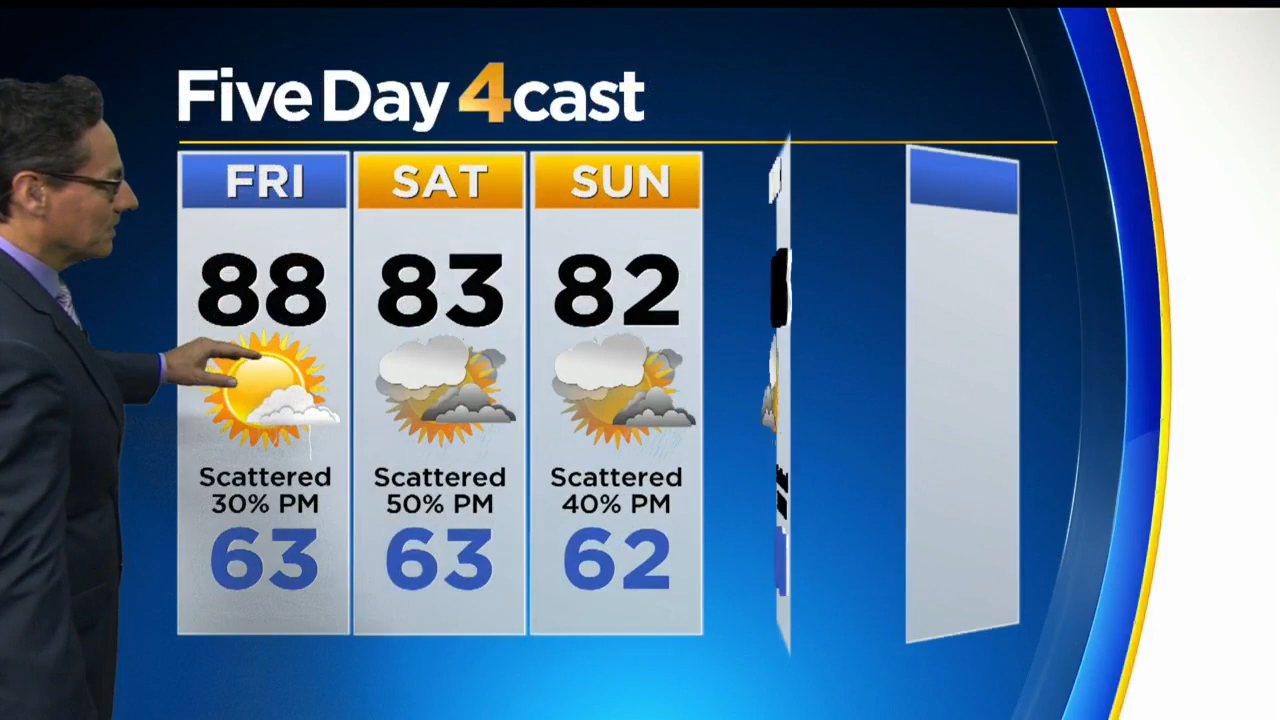 Five Day 4cast
FRI
SAT
SUN
88
83
82
Scattered
30% PM
Scattered
50% PM
Scattered
40% PM
63
63
62